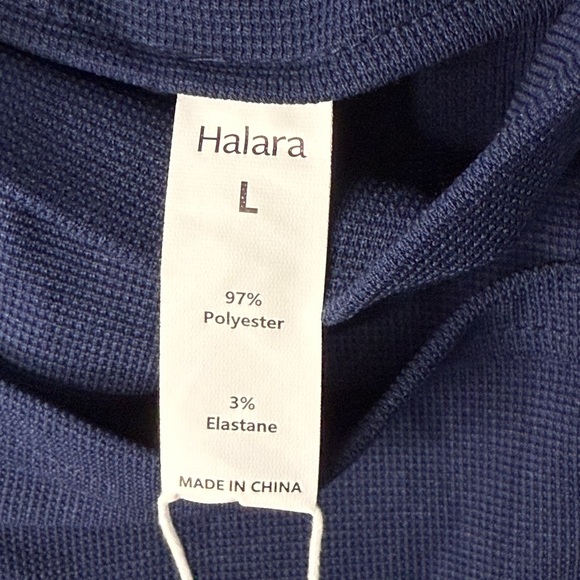 Halara
L
97%
Polyester
3%
Elastane
MADE IN CHINA